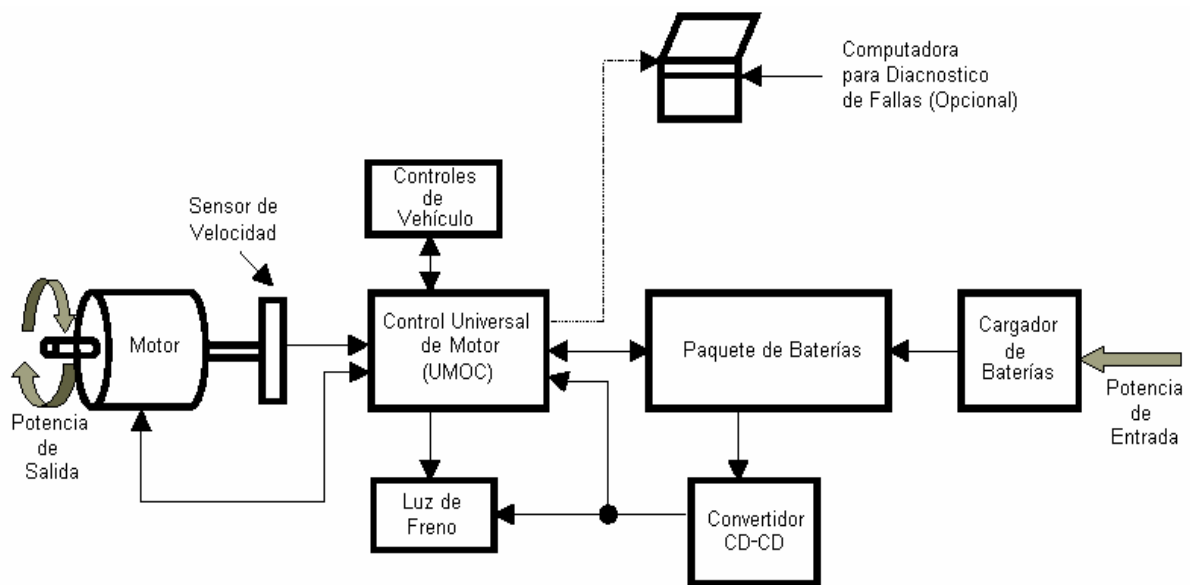 Computadora
para Diacnostico
de Fallas (Opcional)
Controles
de
Vehículo
Sensor de
Velocidad
Motor
Control Universal
de Motor
(UMOC)
Paquete de Baterías
Cargador
de
Baterías
Potencia
de
Salida
Potencia
de
Entrada
Luz de
Freno
Convertidor
CD-CD